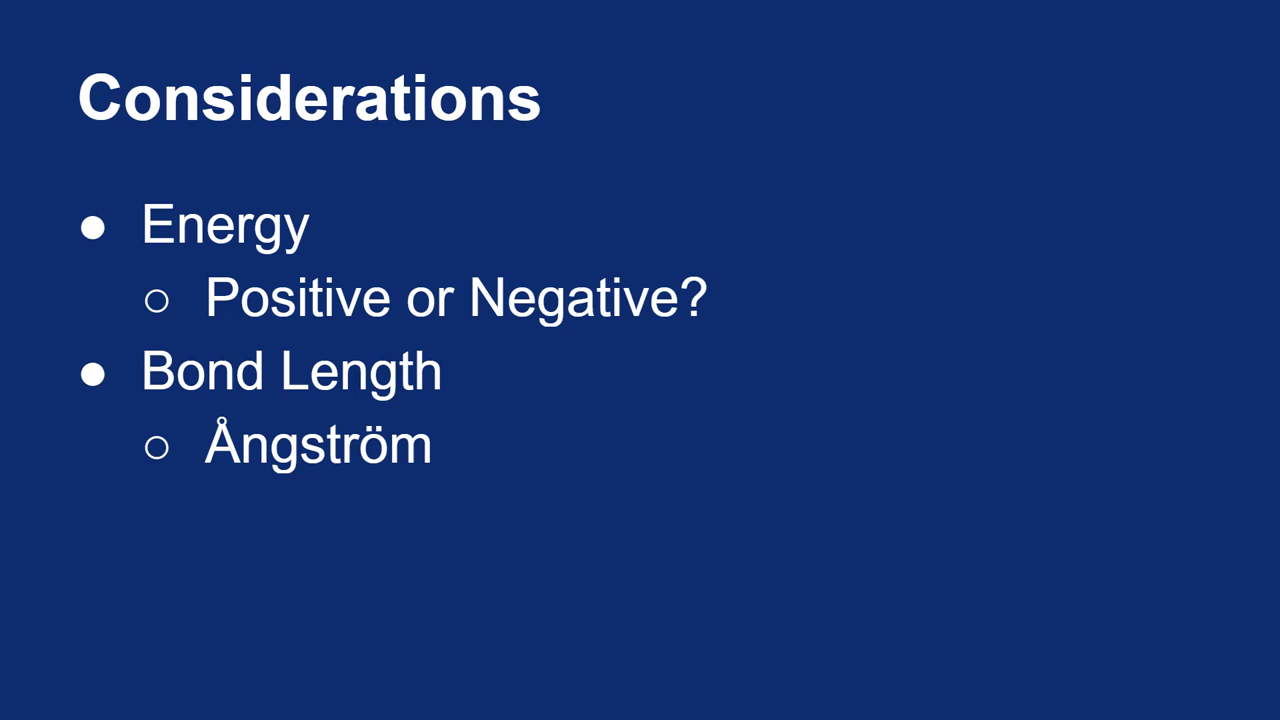 Considerations
● Energy
○ Positive or Negative?
● Bond Length
○ Ångström